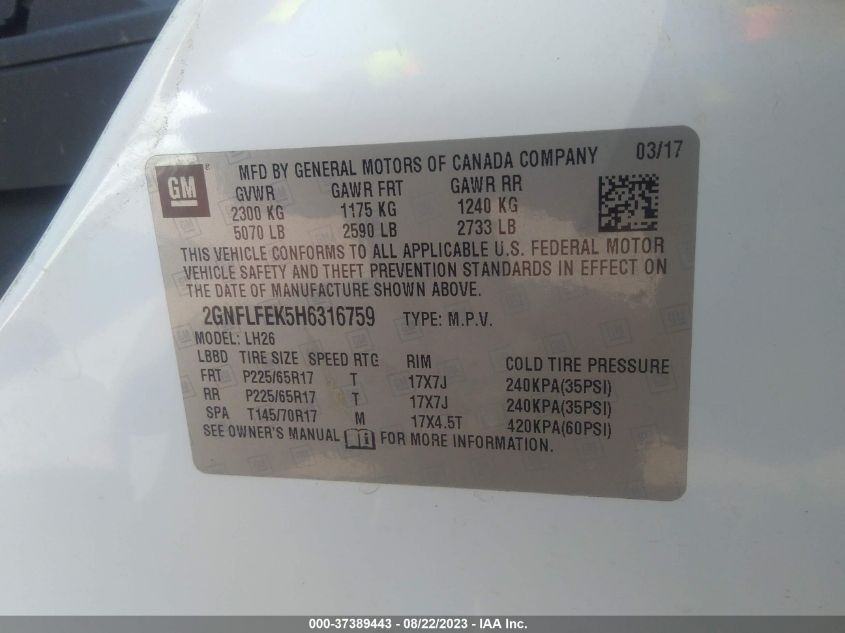 MFD BY GENERAL MOTORS OF CANADA COMPANY 03/17
GM
GVWR GAWR FRT GAWR RR
2300 KG 1175 KG 1240 KG
5070 LB 2590 LB 2733 LB
THIS VEHICLE CONFORMS TO ALL APPLICABLE U.S. FEDERAL MOTOR
VEHICLE SAFETY AND THEFT PREVENTION STANDARDS IN EFFECT ON
THE DATE OF MANUFACTURE SHOWN ABOVE.
2GNFLFEK5H6316759 TYPE: M.P.V.
MODEL: LH26
LBBD TIRE SIZE SPEED RTG RIM COLD TIRE PRESSURE
FRT P225/65R17 T 17X7J 240KPA(35PSI)
RR P225/65R17 T 17X7J 240KPA(35PSI)
SPA T145/70R17 M 17X4.5T 420KPA(60PSI)
SEE OWNER'S MANUAL FOR MORE INFORMATION.
000-37389443 - 08/22/2023 - IAA Inc.